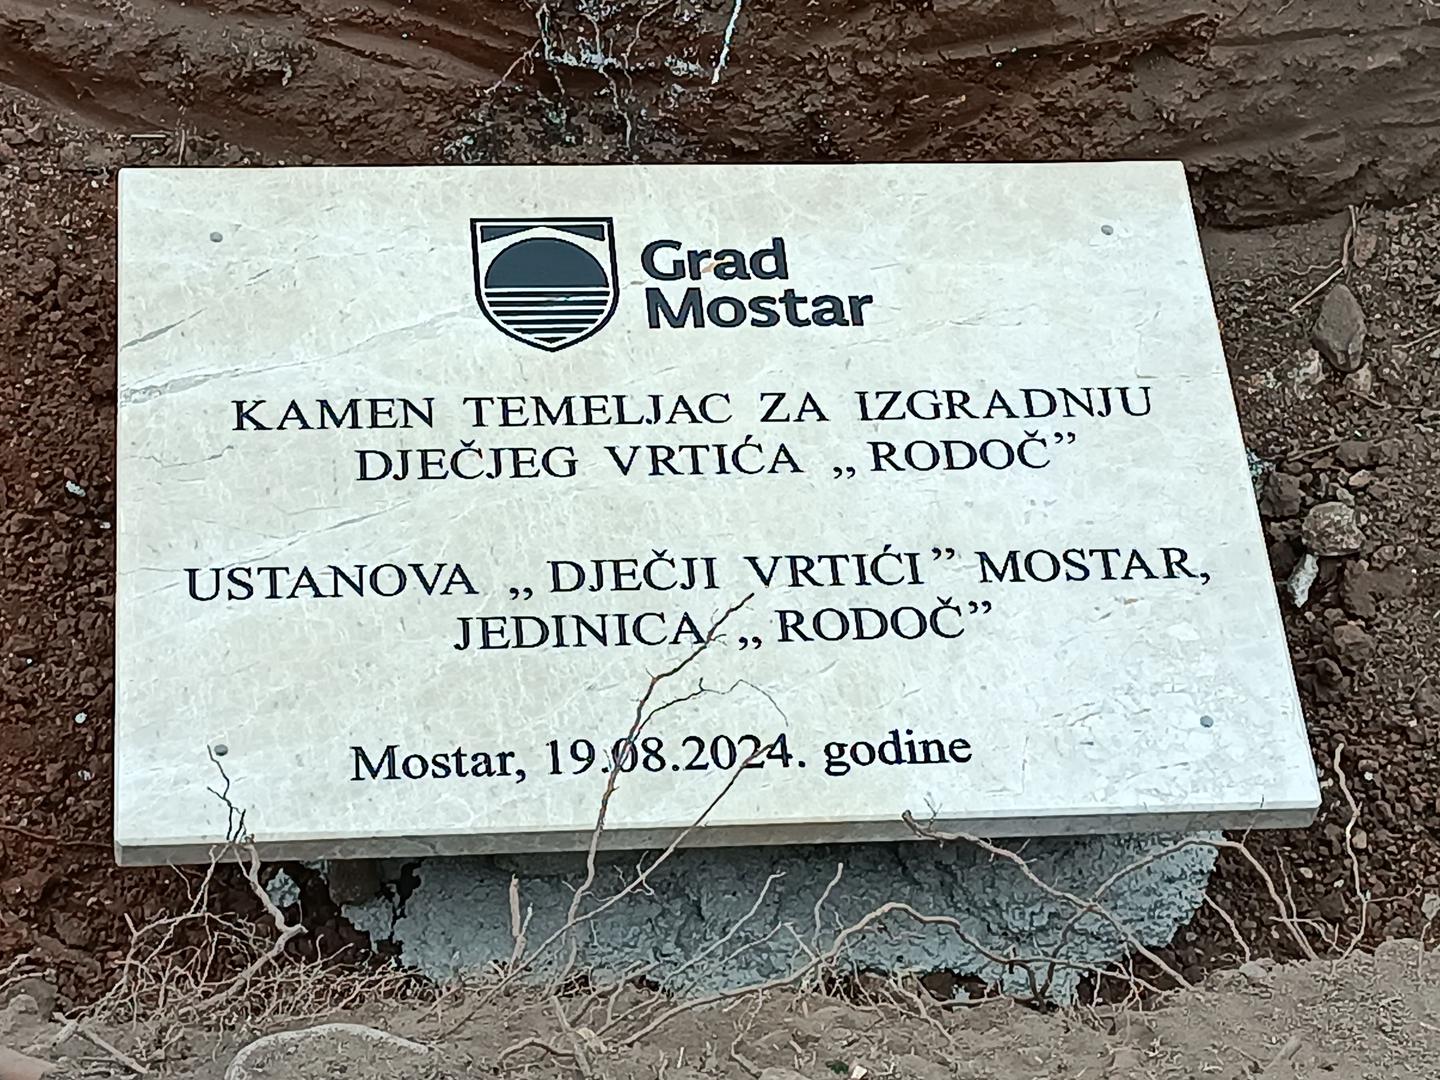 Grad
Mostar
KAMEN TEMELJAC ZA IZGRADNJU
DJEČJEG VRTIĆA „RODOČ”
USTANOVA „DJEČJI VRTIĆI” MOSTAR,
JEDINICA „RODOČ”
Mostar, 19.08.2024. godine